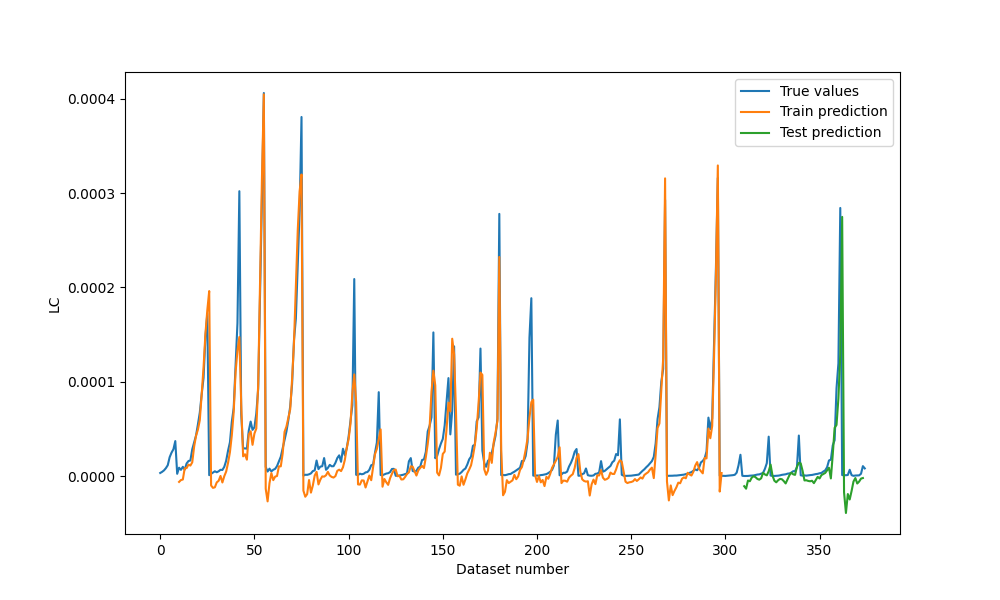 True values
Train prediction
Test prediction
0.0004
0.0003
0.0002
0.0001
0.0000
LC
0
50
100
150
200
250
300
350
Dataset number